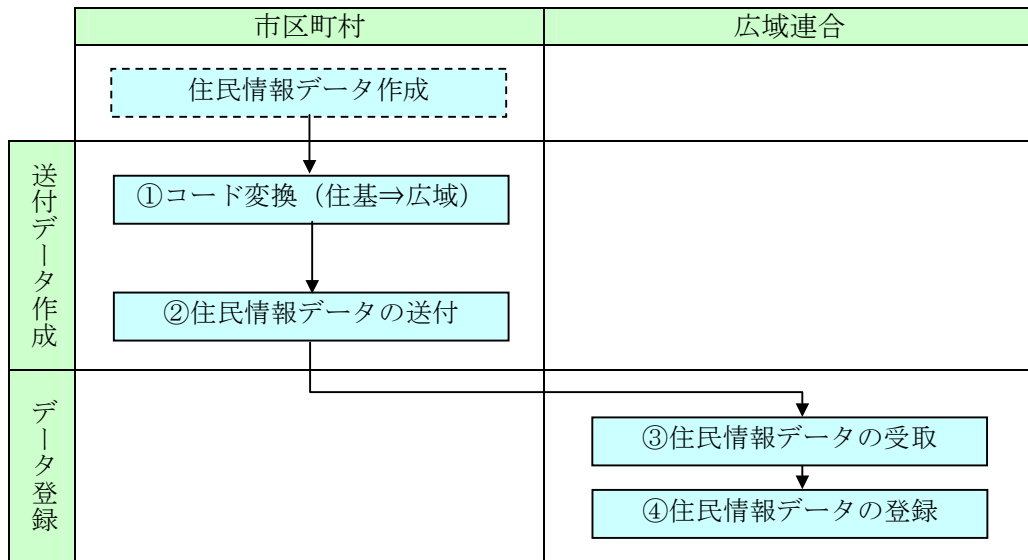 市区町村
広域連合
住民情報データ作成
送付データ作成
①コード変換（住基⇒広域）
②住民情報データの送付
データ登録
③住民情報データの受取
④住民情報データの登録